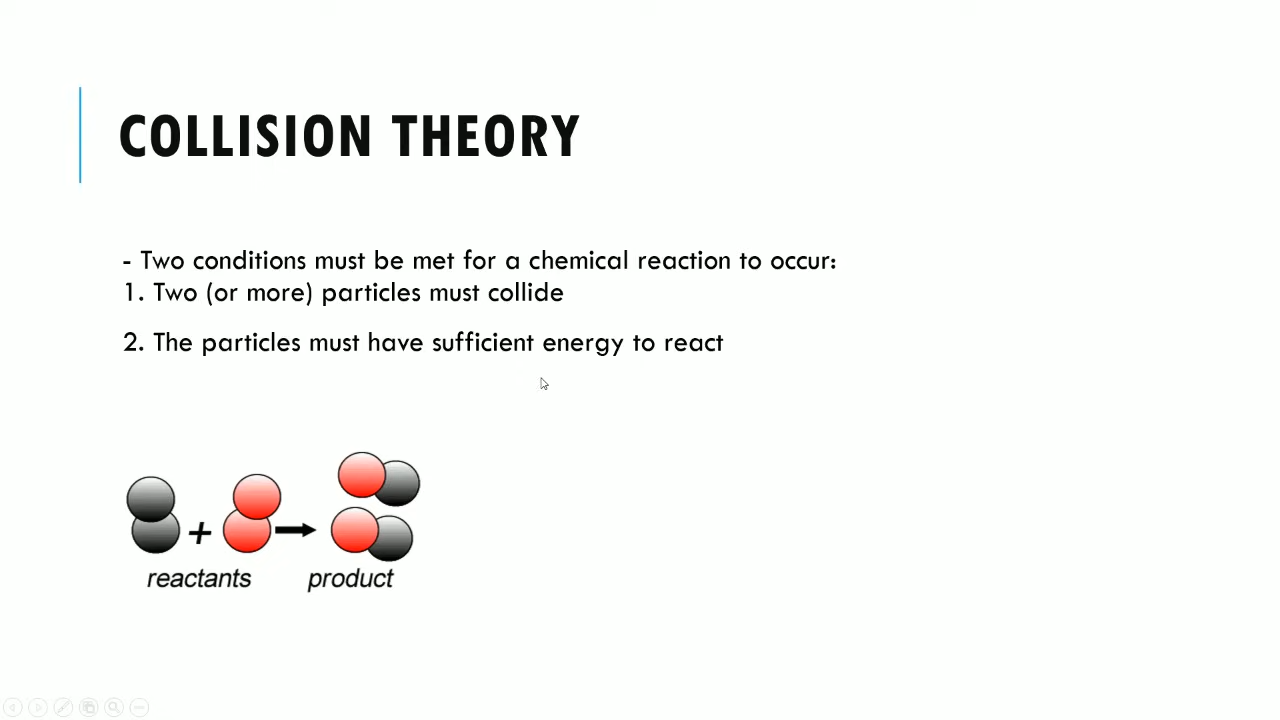 COLLISION THEORY
- Two conditions must be met for a chemical reaction to occur:
1. Two (or more) particles must collide
2. The particles must have sufficient energy to react
+
reactants product